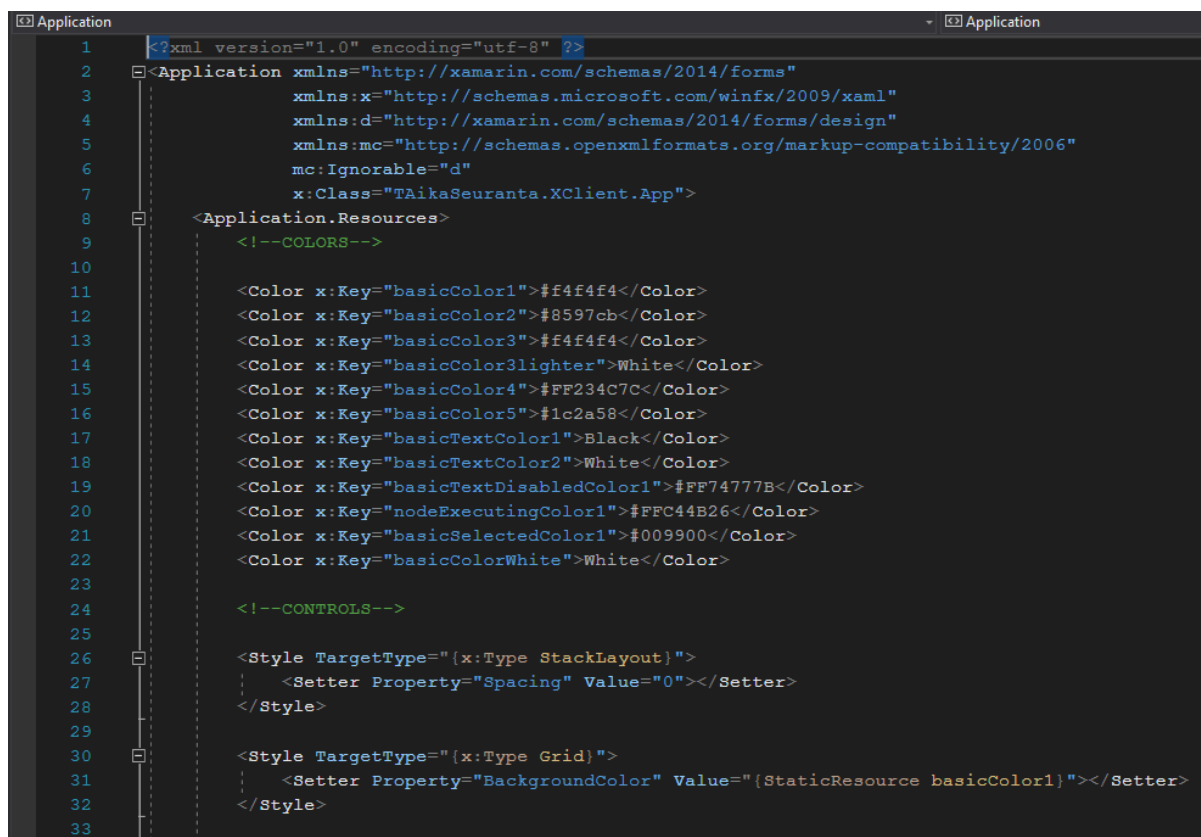 Application Application
1 <?xml version="1.0" encoding="utf-8" ?>
2 <Application xmlns="http://xamarin.com/schemas/2014/forms"
3 xmlns:x="http://schemas.microsoft.com/winfx/2009/xaml"
4 xmlns:d="http://xamarin.com/schemas/2014/forms/design"
5 xmlns:mc="http://schemas.openxmlformats.org/markup-compatibility/2006"
6 mc:Ignorable="d"
7 x:Class="TAikaSeuranta.XClient.App">
8 <Application.Resources>
9 <!--COLORS-->
10
11 <Color x:Key="basicColor1">#f4f4f4</Color>
12 <Color x:Key="basicColor2">#8597cb</Color>
13 <Color x:Key="basicColor3">#f4f4f4</Color>
14 <Color x:Key="basicColor3lighter">White</Color>
15 <Color x:Key="basicColor4">#FF234C7C</Color>
16 <Color x:Key="basicColor5">#1c2a58</Color>
17 <Color x:Key="basicTextColor1">Black</Color>
18 <Color x:Key="basicTextColor2">White</Color>
19 <Color x:Key="basicTextDisabledColor1">#FF74777B</Color>
20 <Color x:Key="nodeExecutingColor1">#FFC44B26</Color>
21 <Color x:Key="basicSelectedColor1">#009900</Color>
22 <Color x:Key="basicColorWhite">White</Color>
23
24 <!--CONTROLS-->
25
26 <Style TargetType="{x:Type StackLayout}">
27 <Setter Property="Spacing" Value="0"></Setter>
28 </Style>
29
30 <Style TargetType="{x:Type Grid}">
31 <Setter Property="BackgroundColor" Value="{StaticResource basicColor1}"></Setter>
32 </Style>
33